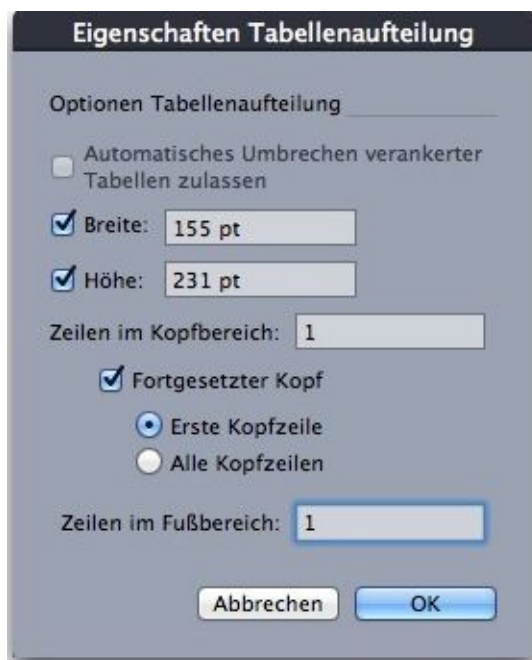 Eigenschaften Tabellenaufteilung
Optionen Tabellenaufteilung
Automatisches Umbrechen verankerter
Tabellen zulassen
Breite: 155 pt
Höhe: 231 pt
Zeilen im Kopfbereich: 1
Fortgesetzter Kopf
Erste Kopfzeile
Alle Kopfzeilen
Zeilen im Fußbereich: 1
Abbrechen OK